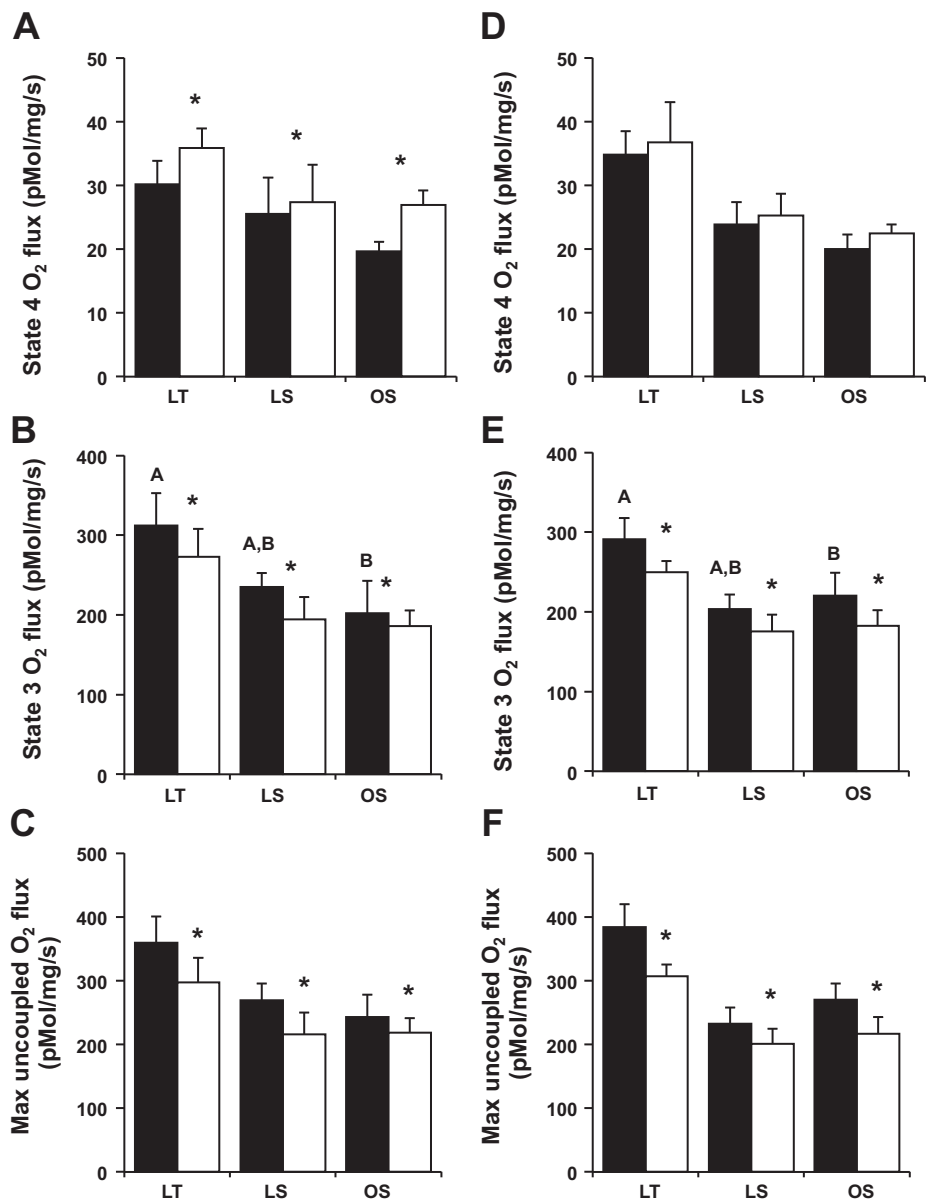 A
State 4 O2 flux (pMol/mg/s)
50
40
30
20
10
0
*
*
*
LT LS OS
D
State 4 O2 flux (pMol/mg/s)
50
40
30
20
10
0
LT LS OS
B
State 3 O2 flux (pMol/mg/s)
400
300
200
100
0
A
*
A,B
*
B
*
LT LS OS
E
State 3 O2 flux (pMol/mg/s)
400
300
200
100
0
A
*
A,B
*
B
*
LT LS OS
C
Max uncoupled O2 flux
(pMol/mg/s)
500
400
300
200
100
0
*
*
*
LT LS OS
F
Max uncoupled O2 flux
(pMol/mg/s)
500
400
300
200
100
0
*
*
*
LT LS OS